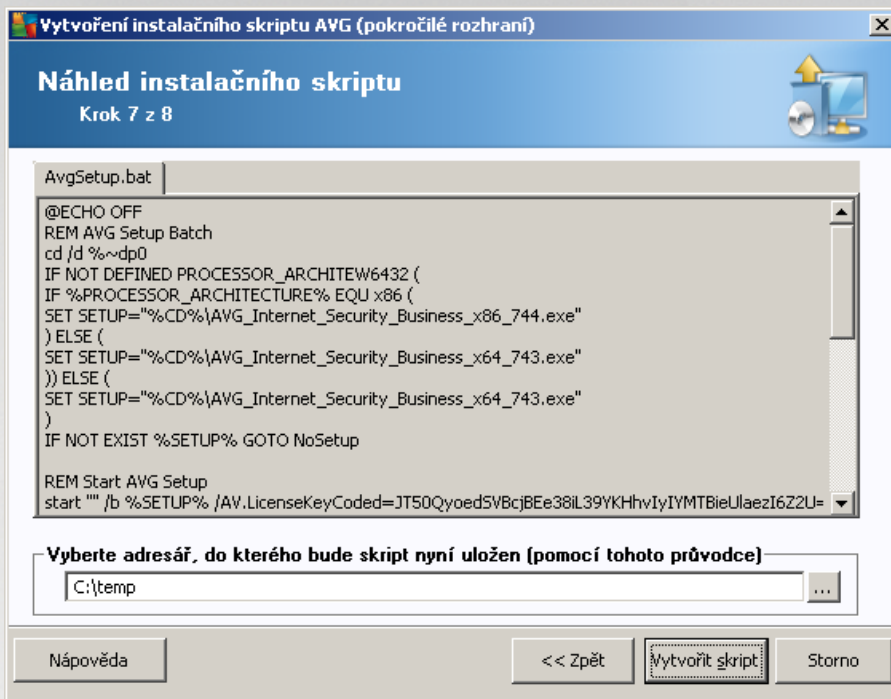 Vytvoření instalačního skriptu AVG (pokročilé rozhraní)
Náhled instalačního skriptu
Krok 7 z 8
AvgSetup.bat
@ECHO OFF
REM AVG Setup Batch
cd /d %~dp0
IF NOT DEFINED PROCESSOR_ARCHITEW6432 (
IF %PROCESSOR_ARCHITECTURE% EQU x86 (
SET SETUP="%CD%\AVG_Internet_Security_Business_x86_744.exe"
) ELSE (
SET SETUP="%CD%\AVG_Internet_Security_Business_x64_743.exe"
)) ELSE (
SET SETUP="%CD%\AVG_Internet_Security_Business_x64_743.exe"
)
IF NOT EXIST %SETUP% GOTO NoSetup
REM Start AVG Setup
start "" /b %SETUP% /AV.LicenseKeyCoded=JT50QyoedSVBcjBEe38iL39YKHhvIyIYMTBieUlaezI6Z2U=
Vyberte adresář, do kterého bude skript nyní uložen (pomocí tohoto průvodce)
C:\temp
...
Nápověda
<< Zpět
Vytvořit skript
Storno